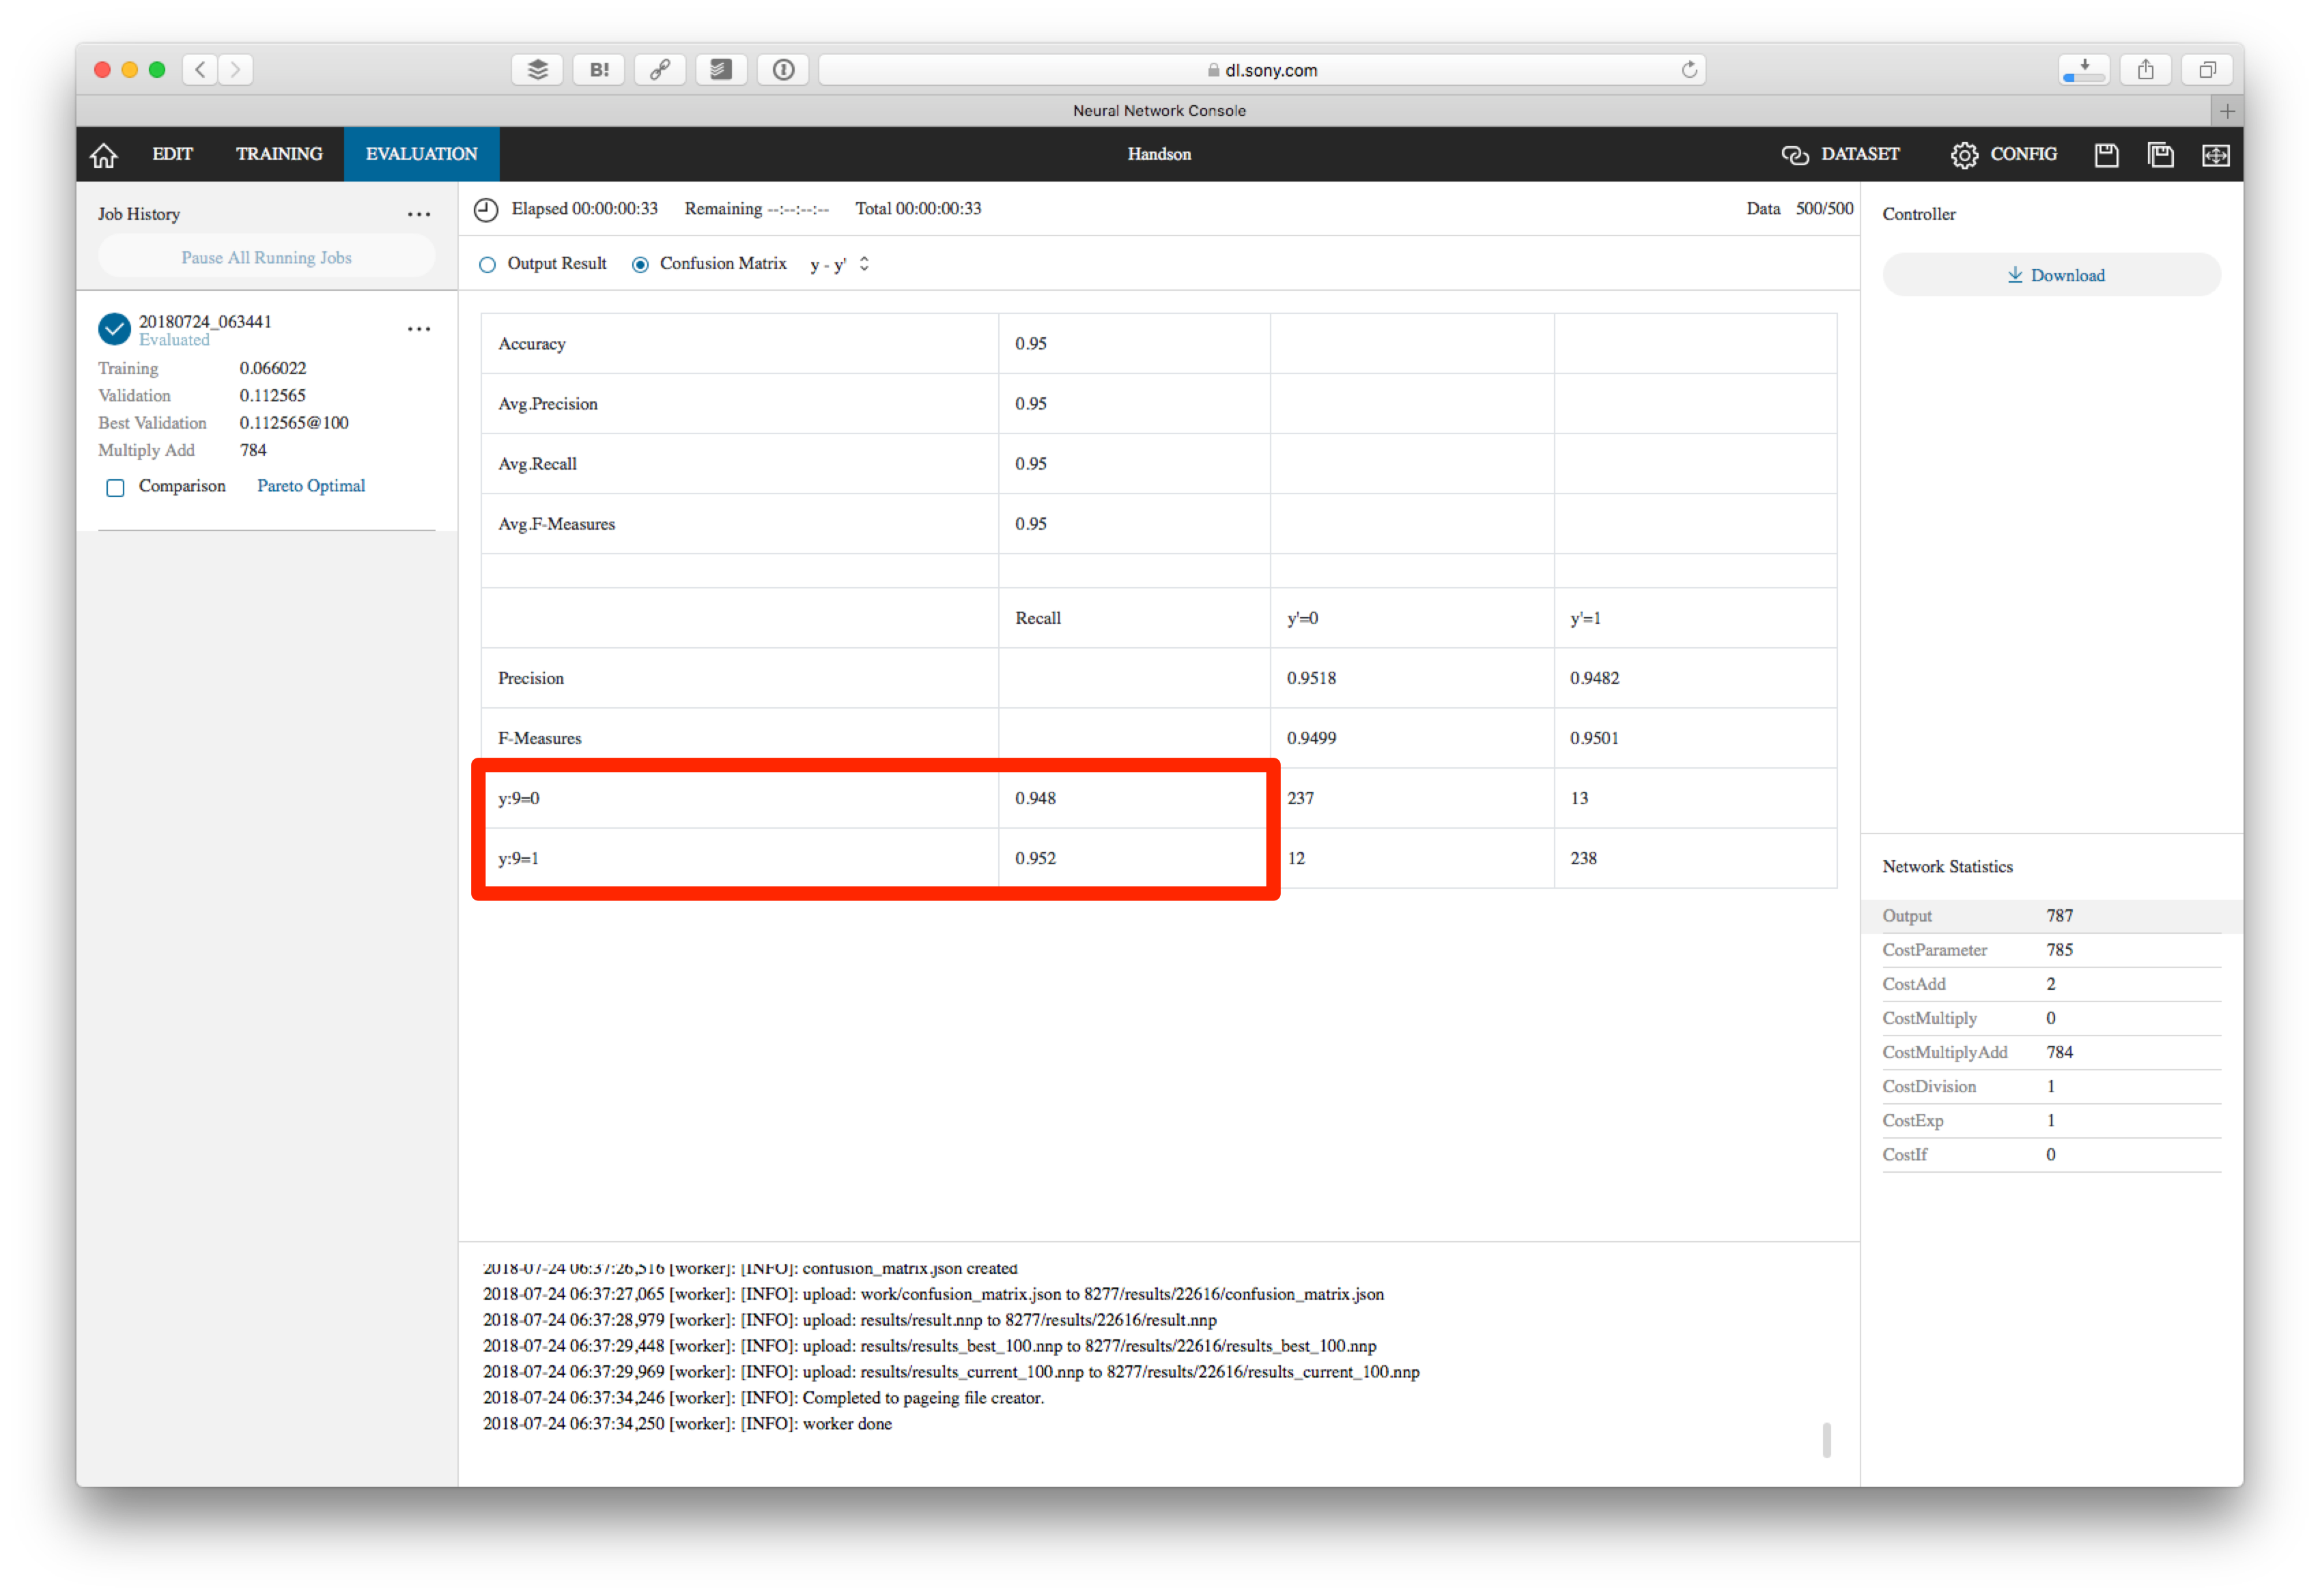 B!
dl.sony.com
Neural Network Console
EDIT TRAINING EVALUATION Handson DATASET CONFIG
Job History ...
Pause All Running Jobs
20180724_063441 ...
Evaluated
Training 0.066022
Validation 0.112565
Best Validation 0.112565@100
Multiply Add 784
Comparison Pareto Optimal
Elapsed 00:00:00:33 Remaining --:--:--:-- Total 00:00:00:33 Data 500/500
Output Result Confusion Matrix y - y'
Accuracy 0.95
Avg.Precision 0.95
Avg.Recall 0.95
Avg.F-Measures 0.95
Recall y'=0 y'=1
Precision 0.9518 0.9482
F-Measures 0.9499 0.9501
y:9=0 0.948 237 13
y:9=1 0.952 12 238
2018-07-24 06:37:26,516 [worker]: [INFO]: confusion_matrix.json created
2018-07-24 06:37:27,065 [worker]: [INFO]: upload: work/confusion_matrix.json to 8277/results/22616/confusion_matrix.json
2018-07-24 06:37:28,979 [worker]: [INFO]: upload: results/result.nnp to 8277/results/22616/result.nnp
2018-07-24 06:37:29,448 [worker]: [INFO]: upload: results/results_best_100.nnp to 8277/results/22616/results_best_100.nnp
2018-07-24 06:37:29,969 [worker]: [INFO]: upload: results/results_current_100.nnp to 8277/results/22616/results_current_100.nnp
2018-07-24 06:37:34,246 [worker]: [INFO]: Completed to pageing file creator.
2018-07-24 06:37:34,250 [worker]: [INFO]: worker done
Controller
Download
Network Statistics
Output 787
CostParameter 785
CostAdd 2
CostMultiply 0
CostMultiplyAdd 784
CostDivision 1
CostExp 1
CostIf 0